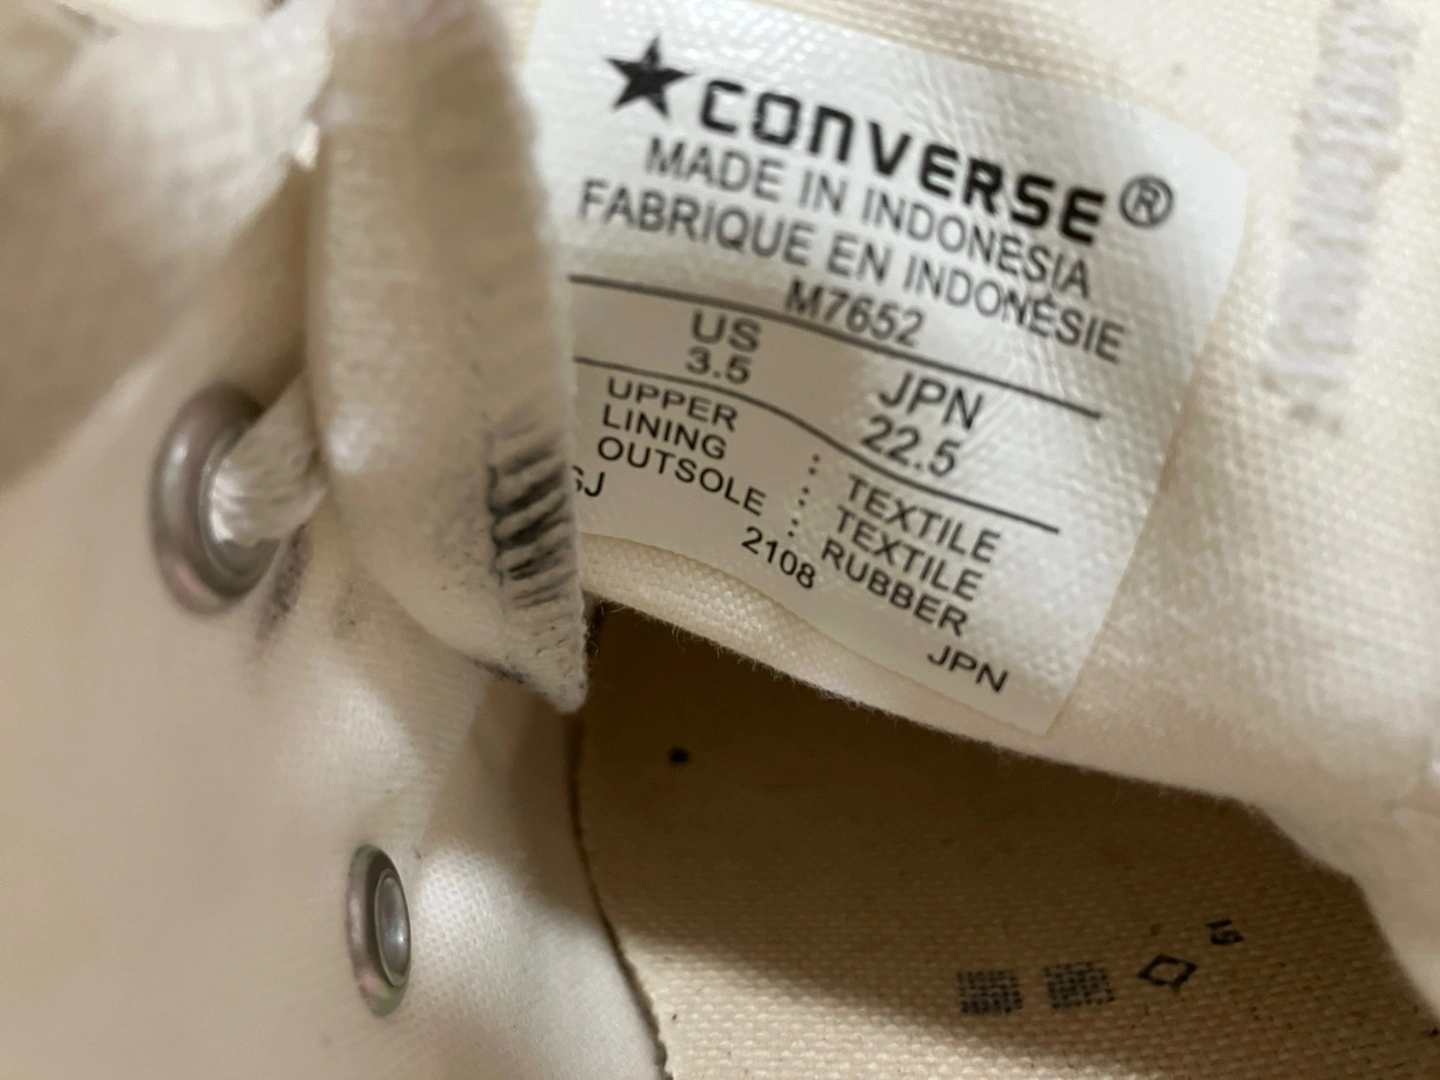 ★CONVERSE®
MADE IN INDONESIA
FABRIQUE EN INDONÉSIE
M7652
US JPN
3.5 22.5
UPPER : TEXTILE
LINING : TEXTILE
OUTSOLE : RUBBER
SJ 2108 JPN